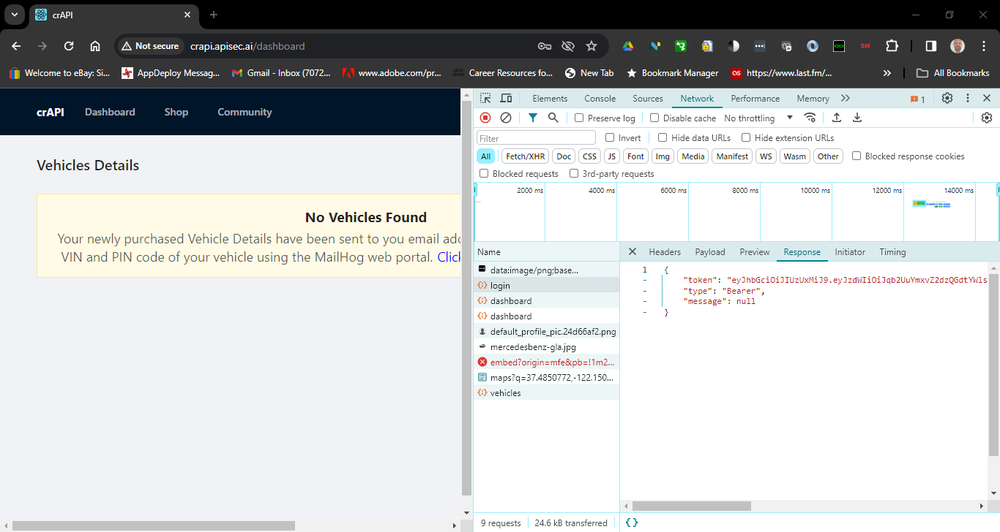 crAPI
Not secure crapi.apisec.ai/dashboard
Welcome to eBay: Si... AppDeploy Messag... Gmail - Inbox (7072... www.adobe.com/pr... Career Resources fo... New Tab Bookmark Manager https://www.last.fm/... » All Bookmarks
crAPI Dashboard Shop Community
Vehicles Details
No Vehicles Found
Your newly purchased Vehicle Details have been sent to you email add
VIN and PIN code of your vehicle using the MailHog web portal. Click
Elements Console Sources Network Performance Memory 1
Preserve log Disable cache No throttling
Filter Invert Hide data URLs Hide extension URLs
All Fetch/XHR Doc CSS JS Font Img Media Manifest WS Wasm Other Blocked response cookies
Blocked requests 3rd-party requests
2000 ms 4000 ms 6000 ms 8000 ms 10000 ms 12000 ms 14000 ms
Name
data:image/png;base...
login
dashboard
dashboard
default_profile_pic.24d66af2.png
mercedesbenz-gla.jpg
embed?origin=mfe&pb=!1m2...
maps?q=37.4850772,-122.150...
vehicles
Headers Payload Preview Response Initiator Timing
1 {
- "token": "eyJhbGciOiJIUzUxMiJ9.eyJzdWIiOiJqb2UuYmxvZ2dzQGdtYWls
- "type": "Bearer",
- "message": null
- }
9 requests 24.6 kB transferred { }